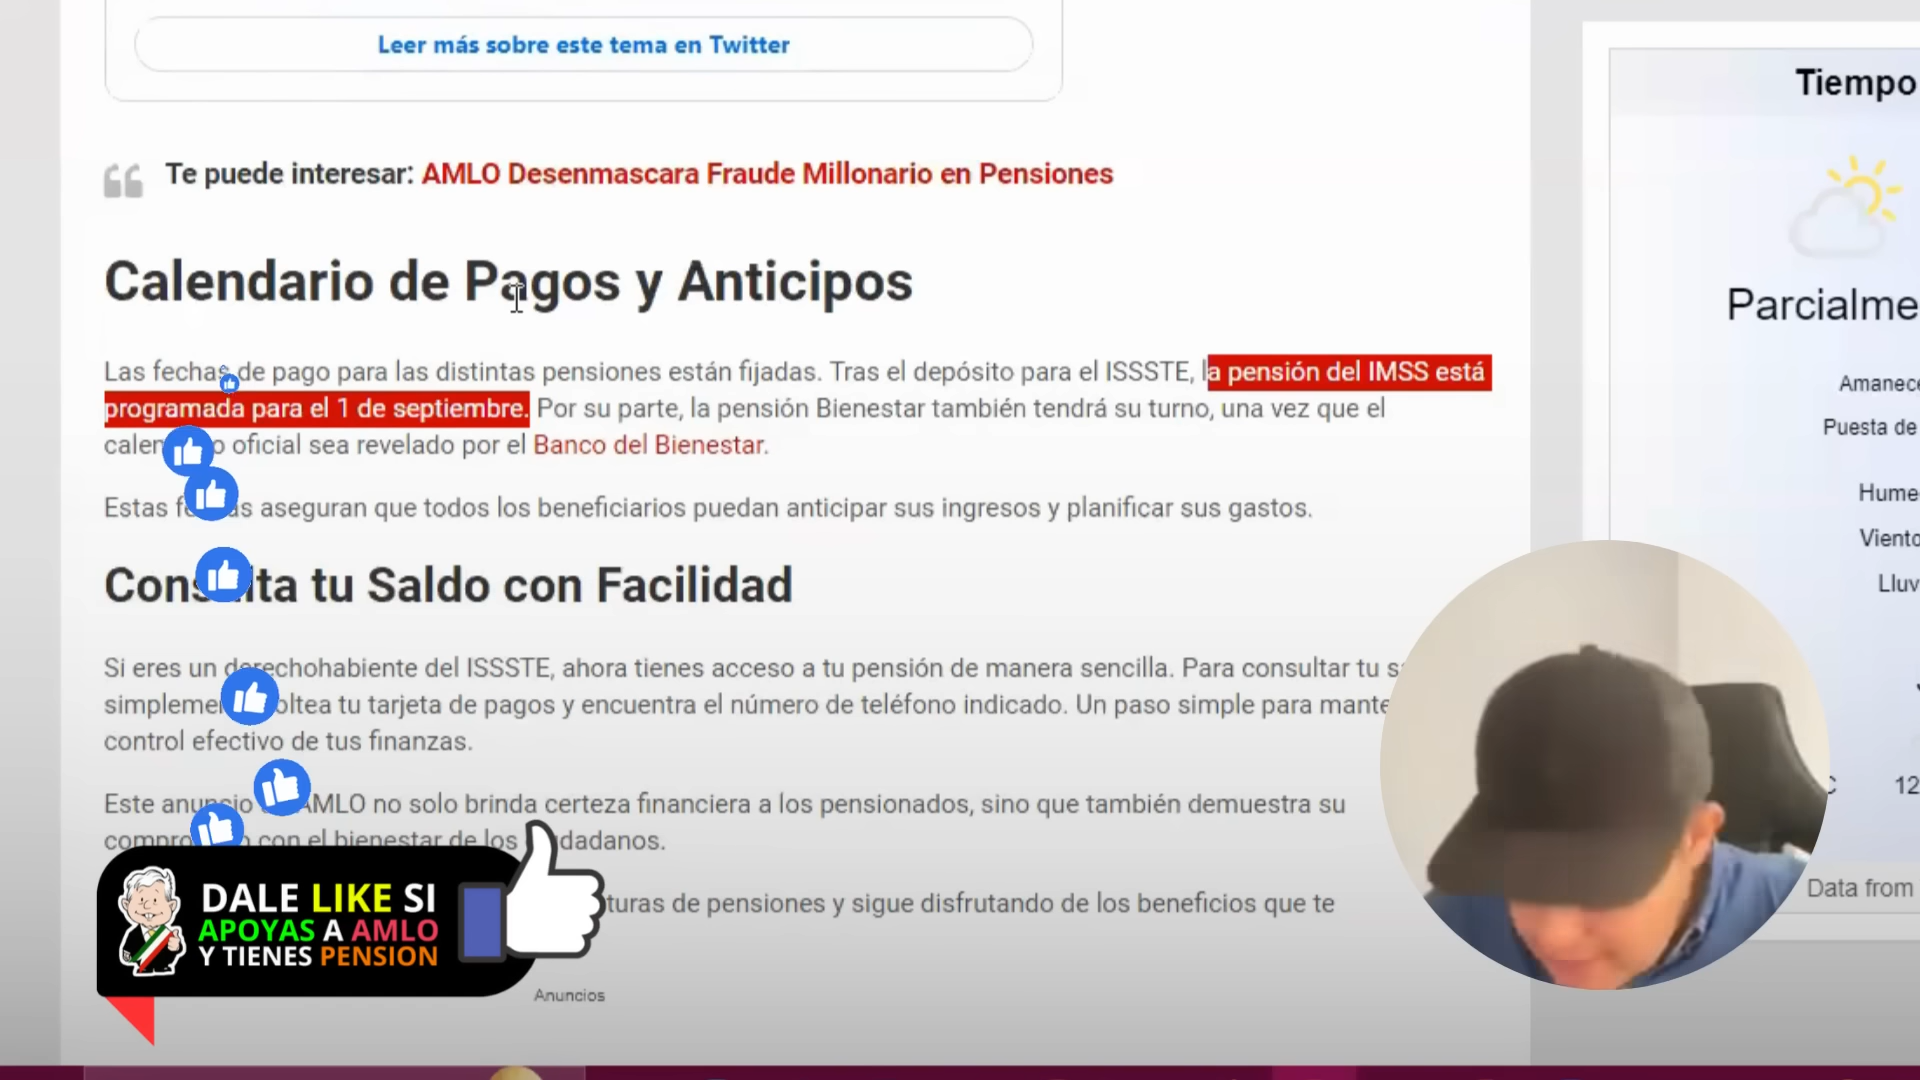 Leer más sobre este tema en Twitter
Te puede interesar: AMLO Desenmascara Fraude Millonario en Pensiones
Calendario de Pagos y Anticipos
Las fechas de pago para las distintas pensiones están fijadas. Tras el depósito para el ISSSTE, la pensión del IMSS está
programada para el 1 de septiembre. Por su parte, la pensión Bienestar también tendrá su turno, una vez que el
oficial sea revelado por el Banco del Bienestar.
Estas aseguran que todos los beneficiarios puedan anticipar sus ingresos y planificar sus gastos.
Consulta tu Saldo con Facilidad
Si eres un derechohabiente del ISSSTE, ahora tienes acceso a tu pensión de manera sencilla. Para consultar tu s
simplemen oltea tu tarjeta de pagos y encuentra el número de teléfono indicado. Un paso simple para mante
control efectivo de tus finanzas.
Este anuncio AMLO no solo brinda certeza financiera a los pensionados, sino que también demuestra su
compro con el bienestar de los dadanos.
turas de pensiones y sigue disfrutando de los beneficios que te
DALE LIKE SI
APOYAS A AMLO
Y TIENES PENSION
Anuncios
Tiempo
Parcialme
Amanece
Puesta de
Hume
Viento
Lluv
C 12
Data from